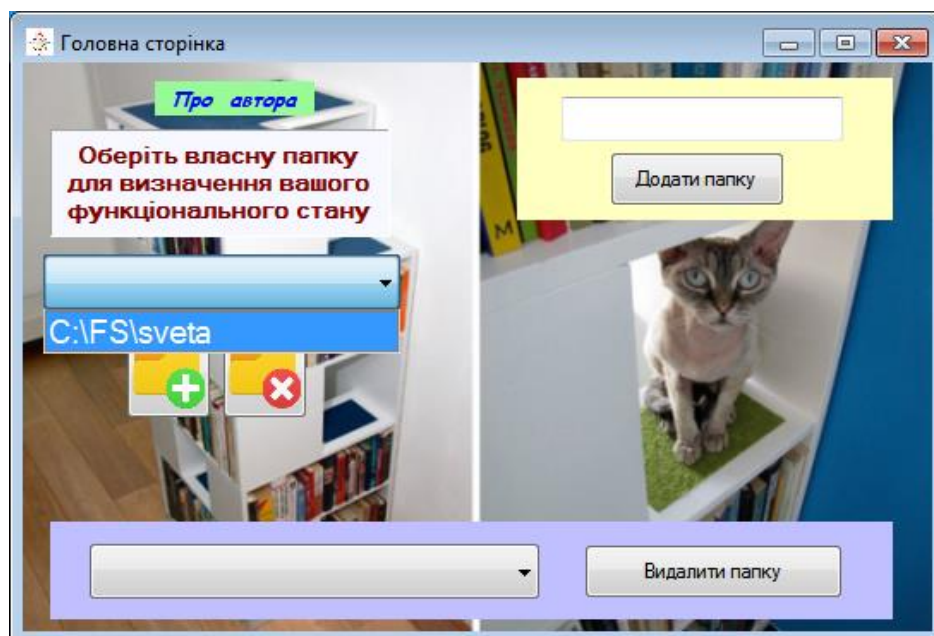 Головна сторінка
Про автора
Оберіть власну папку
для визначення вашого
функціонального стану
C:\FS\sveta
Додати папку
Видалити папку